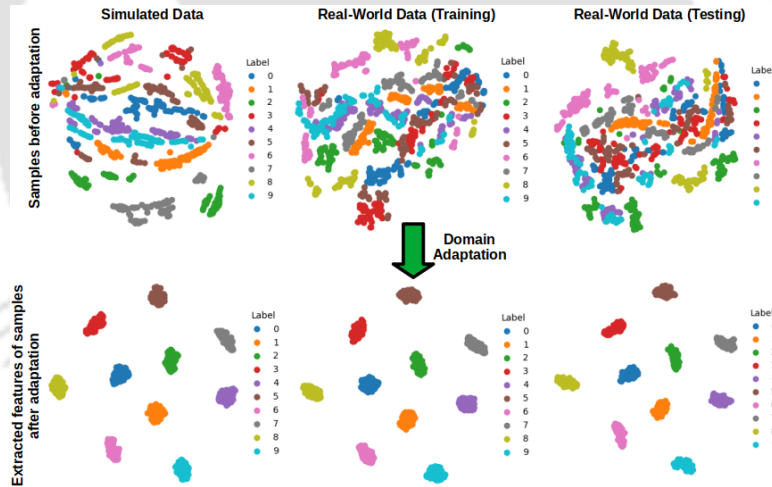 Simulated Data
Real-World Data (Training)
Real-World Data (Testing)
Samples before adaptation
Label
0
1
2
3
4
5
6
7
8
9
Label
0
1
2
3
4
5
6
7
8
9
Label
Domain
Adaptation
Extracted features of samples
after adaptation
Label
0
1
2
3
4
5
6
7
8
9
Label
0
1
2
3
4
5
6
7
8
9
Label